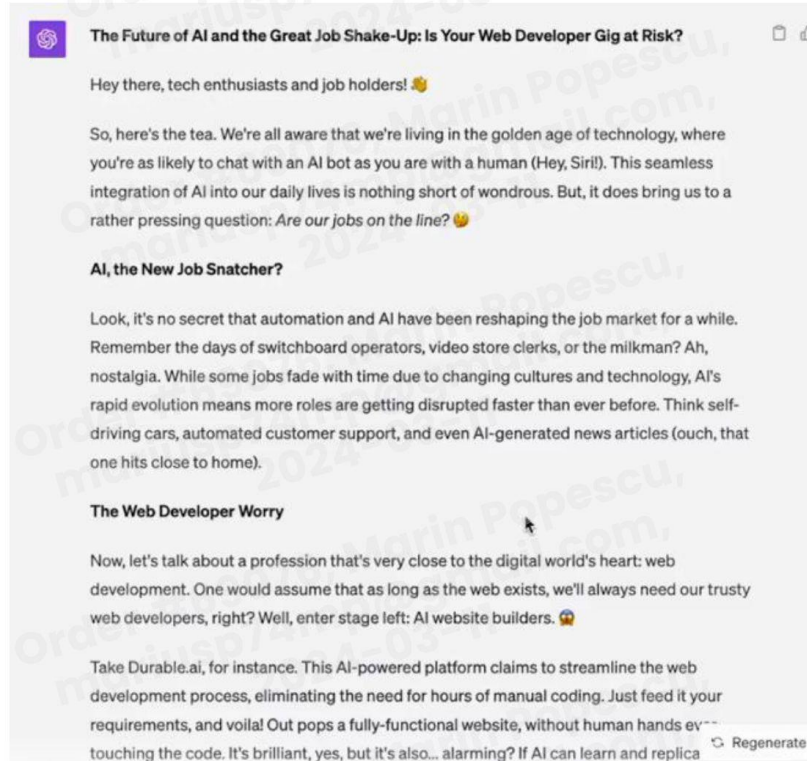 The Future of AI and the Great Job Shake-Up: Is Your Web Developer Gig at Risk?
Hey there, tech enthusiasts and job holders! 👋
So, here's the tea. We're all aware that we're living in the golden age of technology, where
you're as likely to chat with an AI bot as you are with a human (Hey, Siri!). This seamless
integration of AI into our daily lives is nothing short of wondrous. But, it does bring us to a
rather pressing question: Are our jobs on the line? 🤔
AI, the New Job Snatcher?
Look, it's no secret that automation and AI have been reshaping the job market for a while.
Remember the days of switchboard operators, video store clerks, or the milkman? Ah,
nostalgia. While some jobs fade with time due to changing cultures and technology, AI's
rapid evolution means more roles are getting disrupted faster than ever before. Think self-
driving cars, automated customer support, and even AI-generated news articles (ouch, that
one hits close to home).
The Web Developer Worry
Now, let's talk about a profession that's very close to the digital world's heart: web
development. One would assume that as long as the web exists, we'll always need our trusty
web developers, right? Well, enter stage left: AI website builders. 😱
Take Durable.ai, for instance. This AI-powered platform claims to streamline the web
development process, eliminating the need for hours of manual coding. Just feed it your
requirements, and voila! Out pops a fully-functional website, without human hands
touching the code. It's brilliant, yes, but it's also... alarming? If AI can learn and
Regenerate